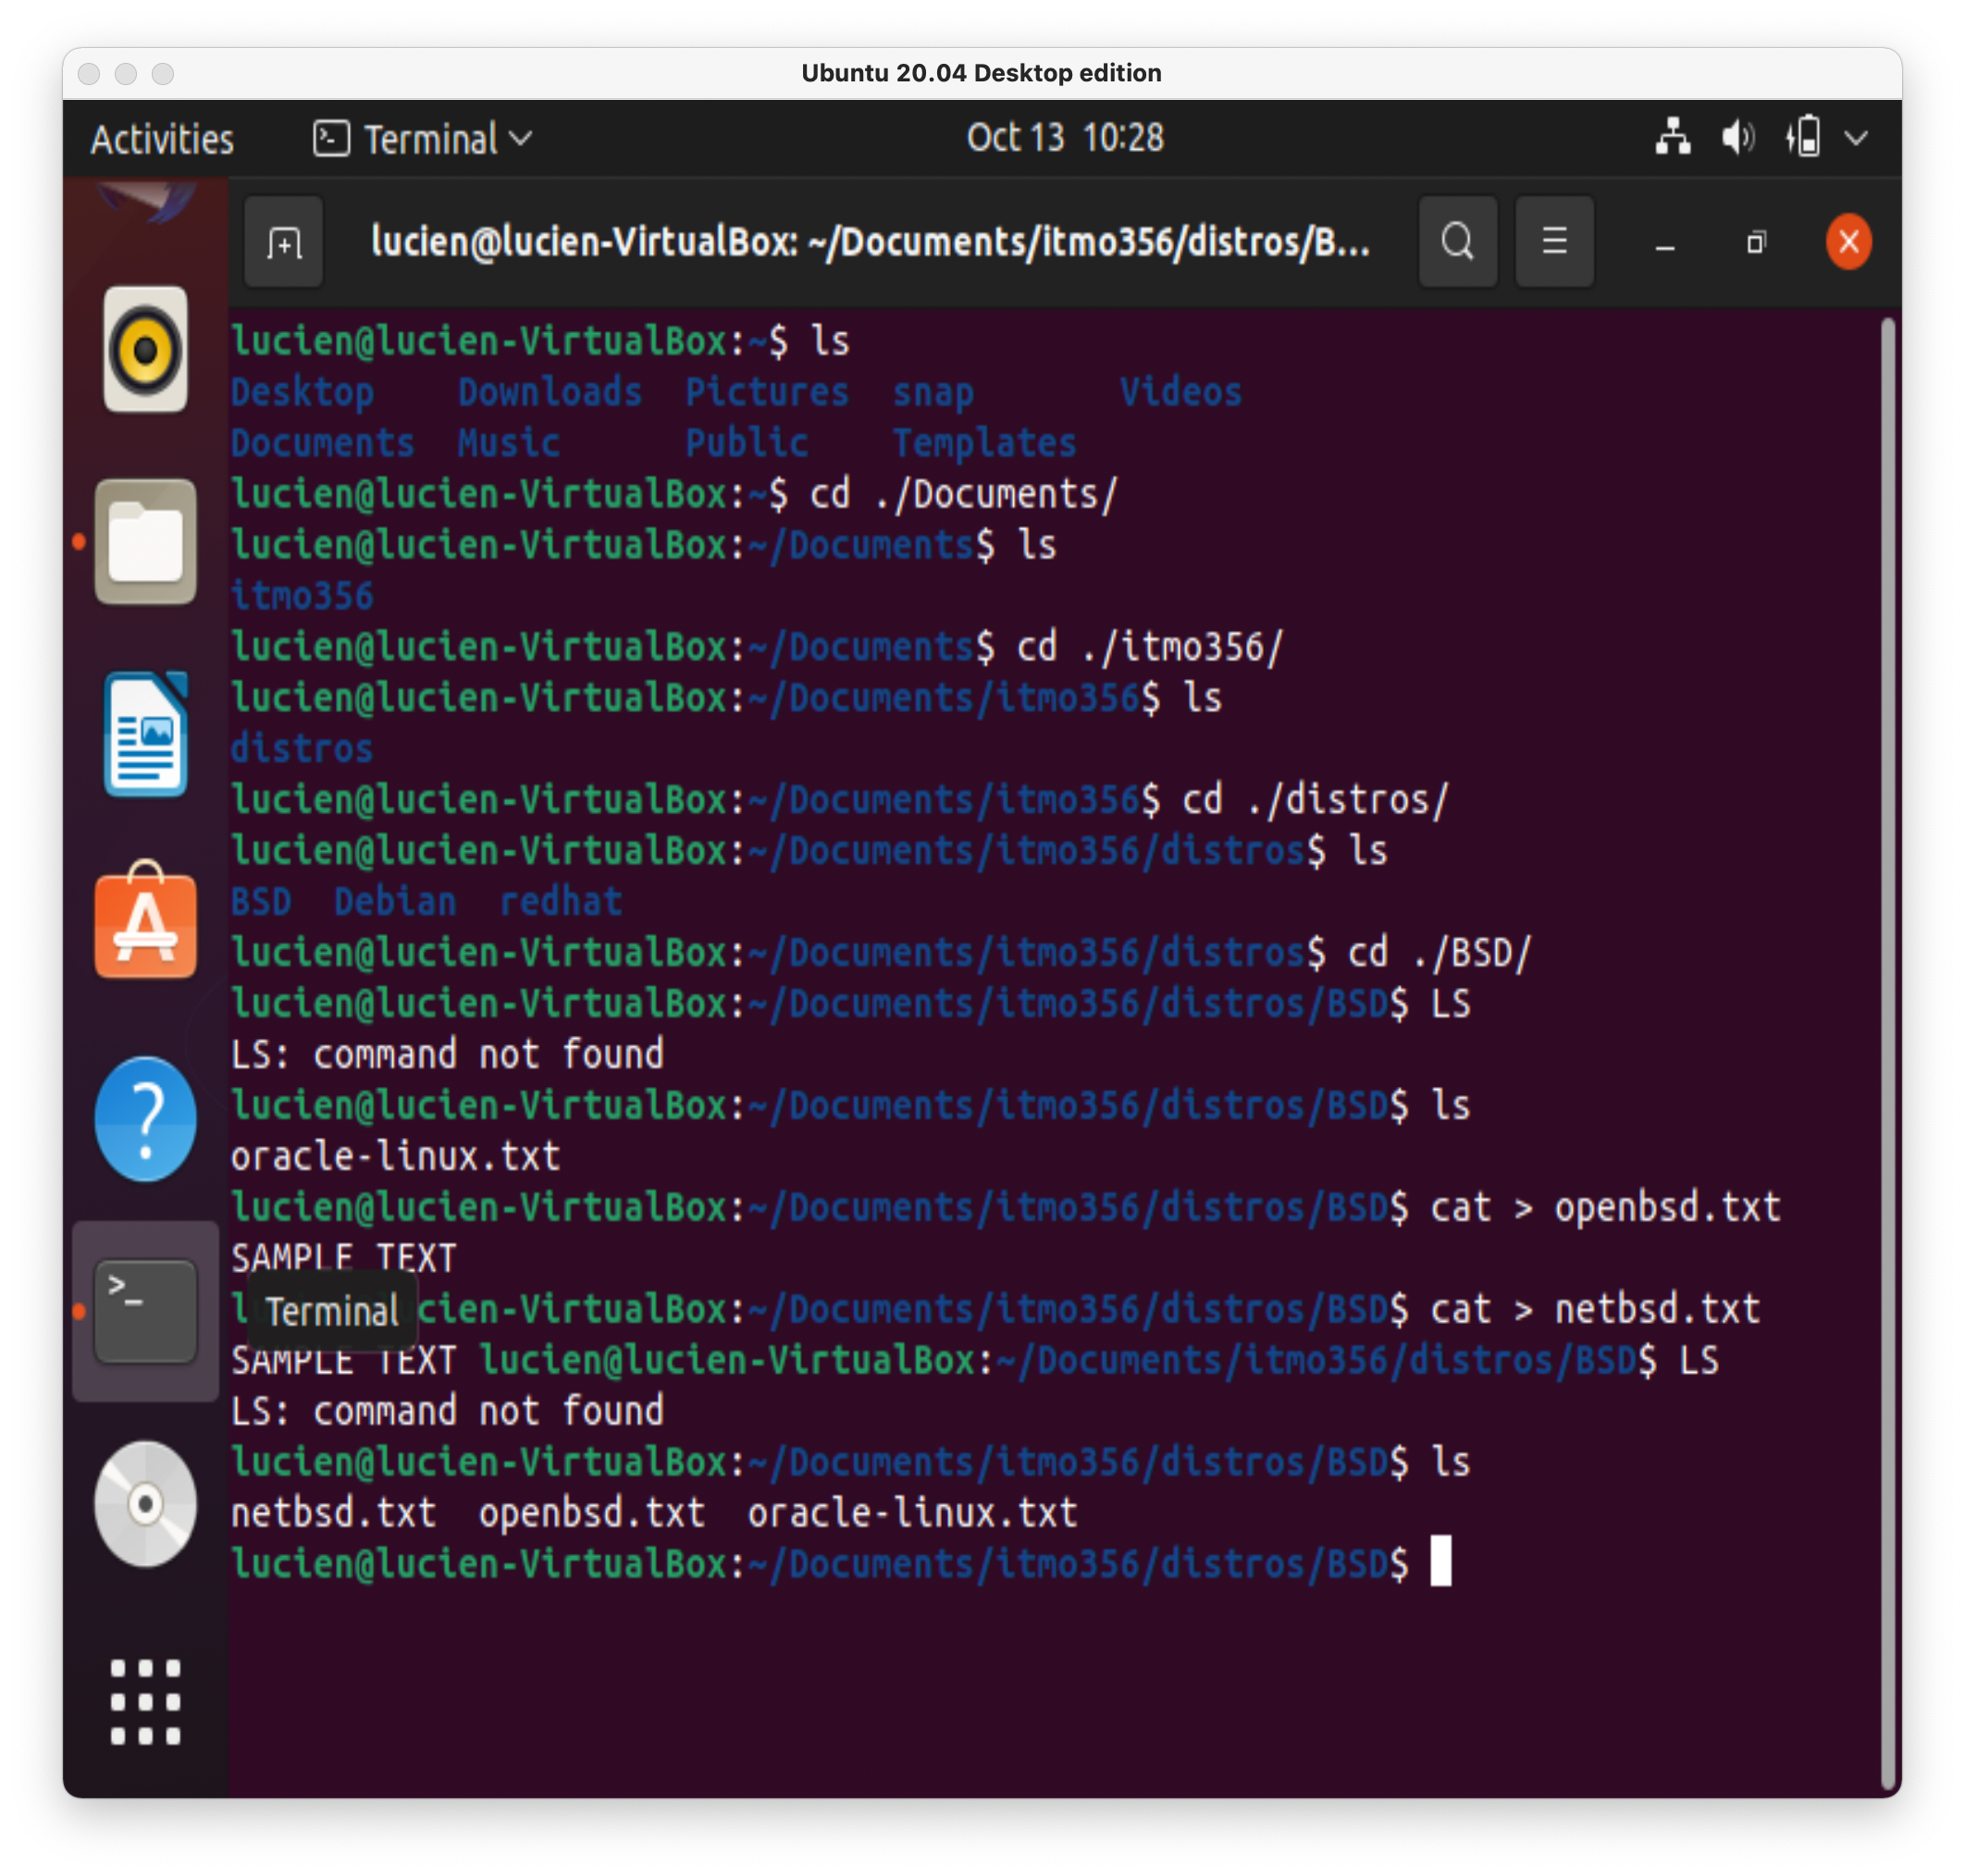 Ubuntu 20.04 Desktop edition
Activities Terminal Oct 13 10:28
lucien@lucien-VirtualBox: ~/Documents/itmo356/distros/B...
lucien@lucien-VirtualBox:~$ ls
Desktop Downloads Pictures snap Videos
Documents Music Public Templates
lucien@lucien-VirtualBox:~$ cd ./Documents/
lucien@lucien-VirtualBox:~/Documents$ ls
itmo356
lucien@lucien-VirtualBox:~/Documents$ cd ./itmo356/
lucien@lucien-VirtualBox:~/Documents/itmo356$ ls
distros
lucien@lucien-VirtualBox:~/Documents/itmo356$ cd ./distros/
lucien@lucien-VirtualBox:~/Documents/itmo356/distros$ ls
BSD Debian redhat
lucien@lucien-VirtualBox:~/Documents/itmo356/distros$ cd ./BSD/
lucien@lucien-VirtualBox:~/Documents/itmo356/distros/BSD$ LS
LS: command not found
lucien@lucien-VirtualBox:~/Documents/itmo356/distros/BSD$ ls
oracle-linux.txt
lucien@lucien-VirtualBox:~/Documents/itmo356/distros/BSD$ cat > openbsd.txt
SAMPLE TEXT
Terminal
l cien@lucien-VirtualBox:~/Documents/itmo356/distros/BSD$ cat > netbsd.txt
SAMPLE TEXT lucien@lucien-VirtualBox:~/Documents/itmo356/distros/BSD$ LS
LS: command not found
lucien@lucien-VirtualBox:~/Documents/itmo356/distros/BSD$ ls
netbsd.txt openbsd.txt oracle-linux.txt
lucien@lucien-VirtualBox:~/Documents/itmo356/distros/BSD$